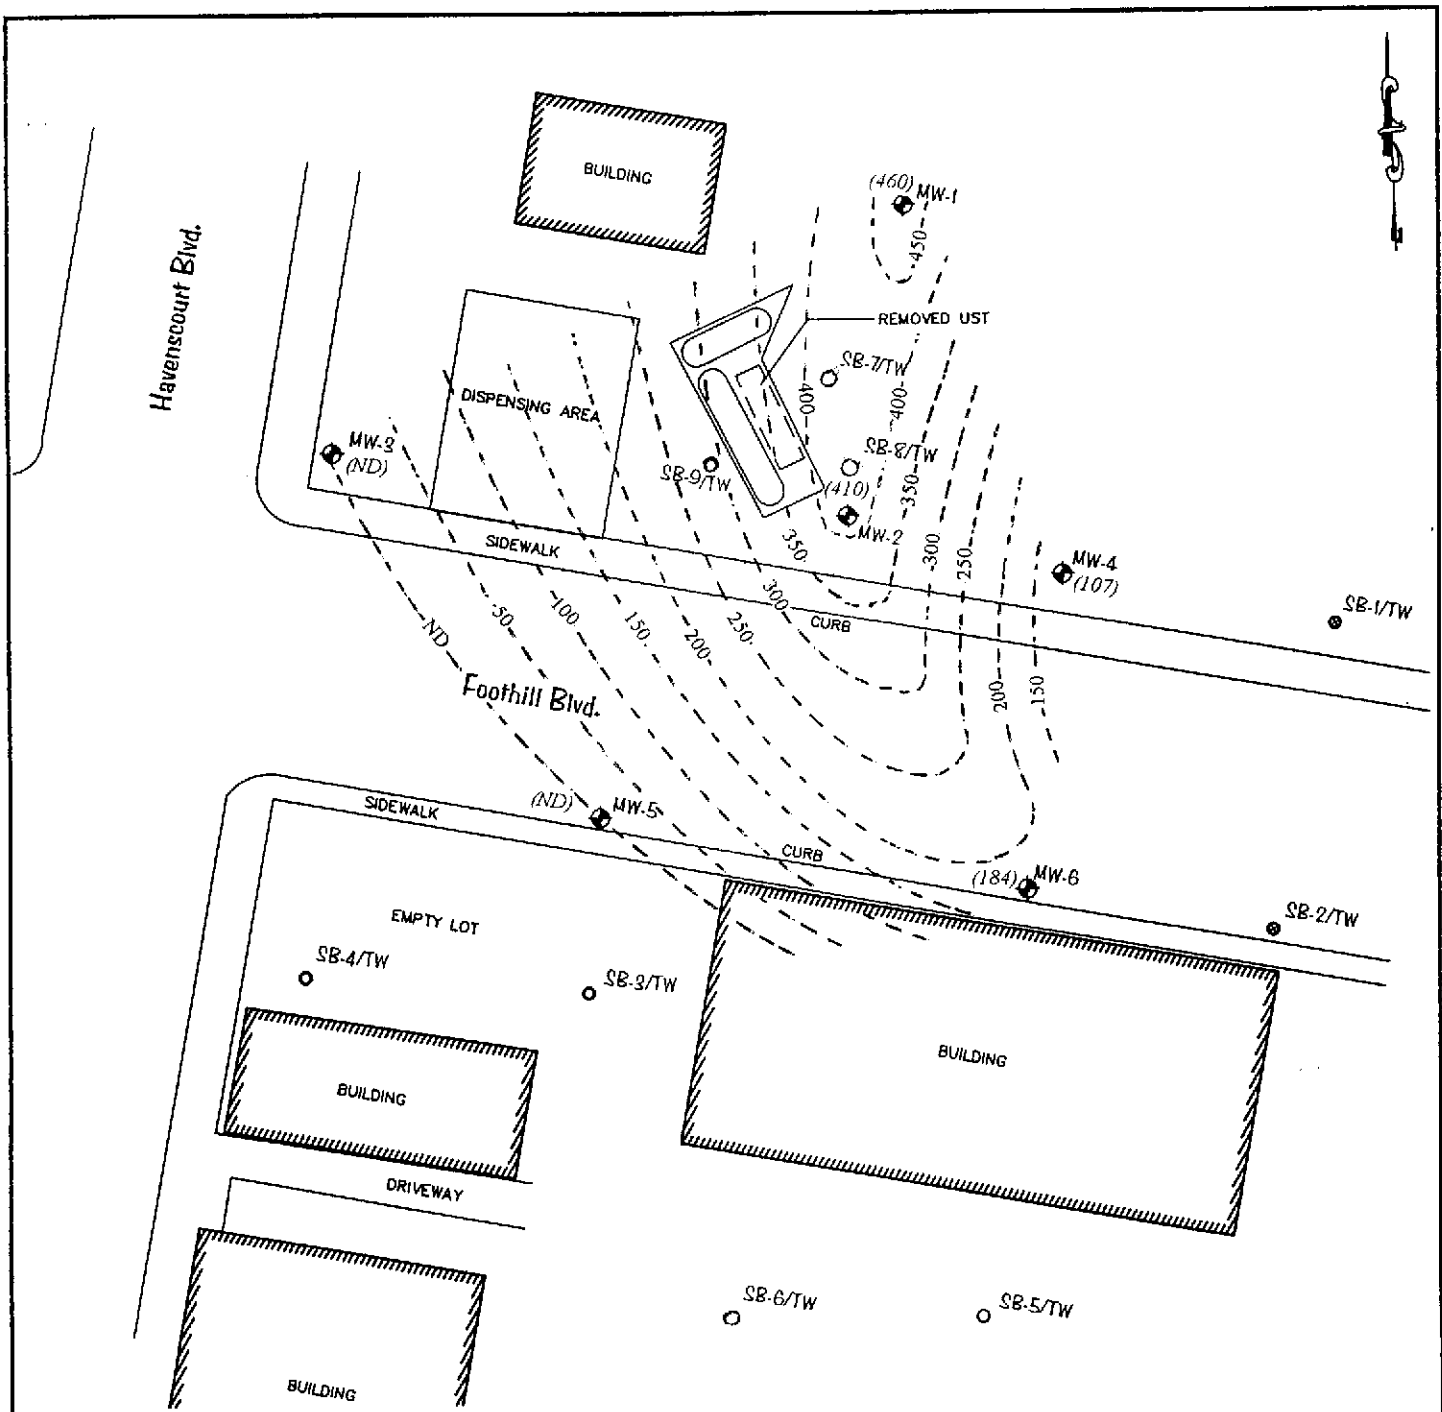 BUILDING
(460)
MW-1
450
Havenscourt Blvd.
REMOVED UST
SB-7/TW
400
400
DISPENSING AREA
MW-3
(ND)
SB-8/TW
SB-9/TW
(410)
350
MW-2
SIDEWALK
350
300
250
MW-4
(107)
300
CURB
SB-1/TW
ND
50
100
150
200
250
200
150
Foothill Blvd.
(ND)
MW-5
SIDEWALK
CURB
(184)
MW-6
EMPTY LOT
SB-2/TW
SB-4/TW
SB-3/TW
BUILDING
BUILDING
DRIVEWAY
SB-6/TW
SB-5/TW
BUILDING